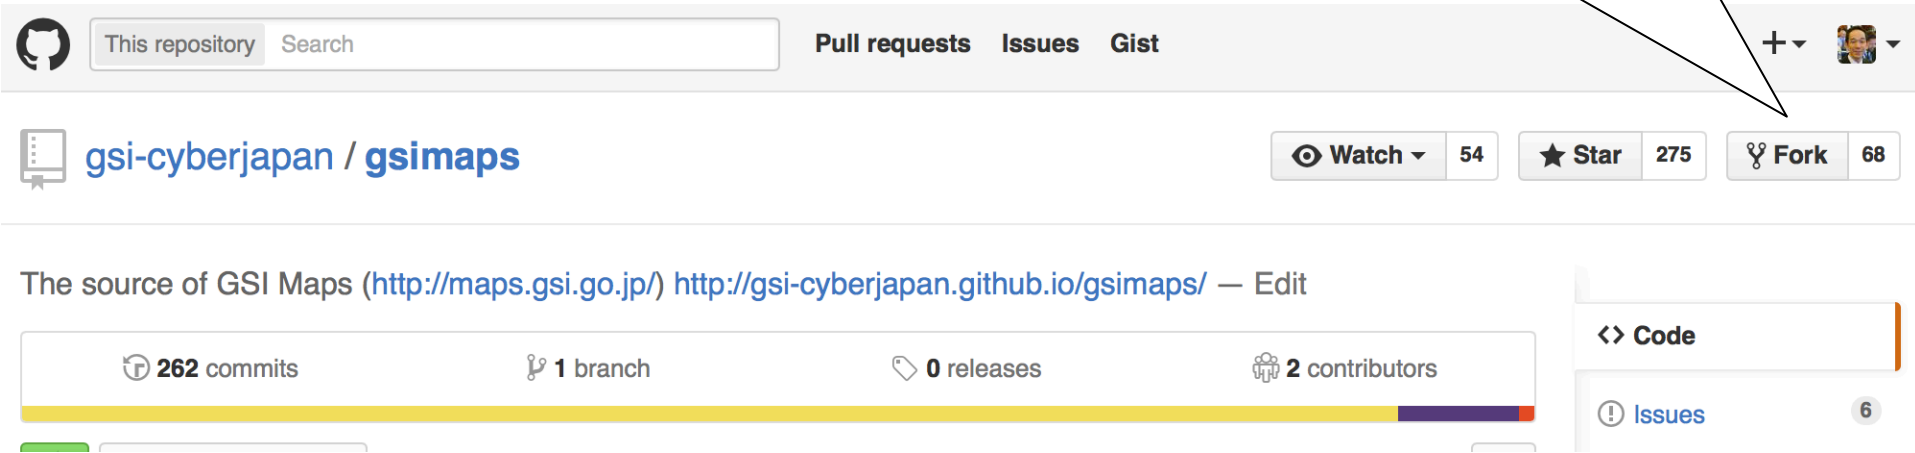 This repository Search Pull requests Issues Gist
gsi-cyberjapan / gsimaps Watch 54 Star 275 Fork 68
The source of GSI Maps (http://maps.gsi.go.jp/) http://gsi-cyberjapan.github.io/gsimaps/ — Edit
Code
262 commits 1 branch 0 releases 2 contributors
Issues 6